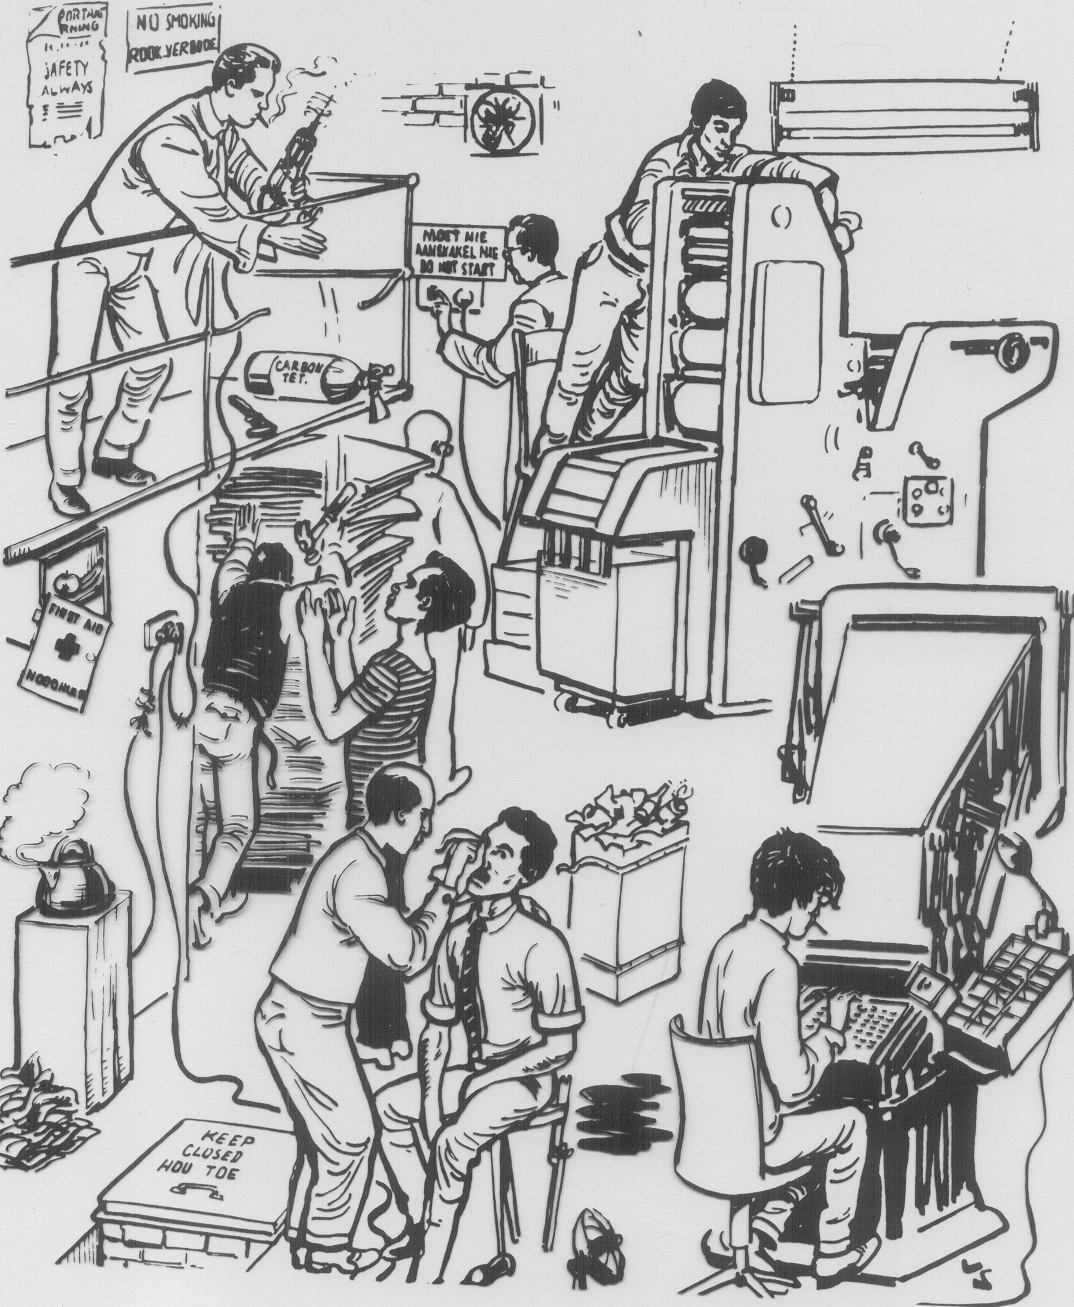 SAFETY
ALWAYS
NO SMOKING
ROOK VERBODE
MOET NIE
AANSKAKEL NIE
DO NOT START
CARBON
TET.
FIRST AID
NOODHULP
KEEP
CLOSED
HOU TOE